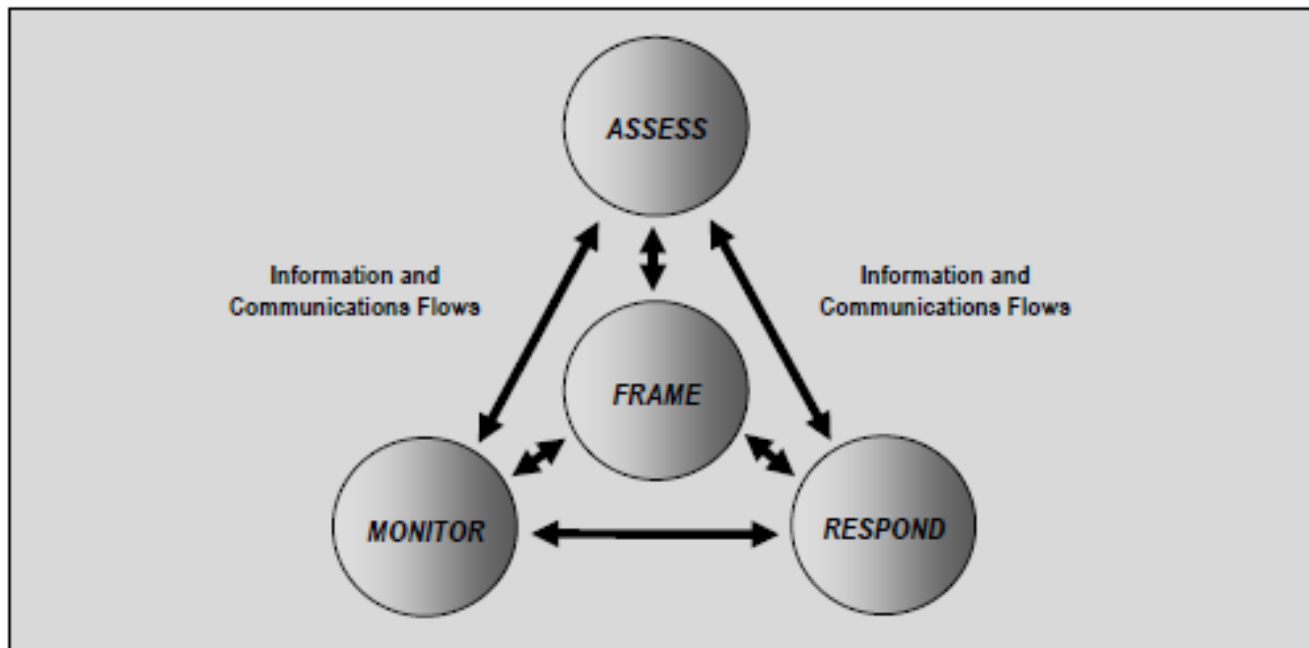 ASSESS
Information and
Communications Flows
Information and
Communications Flows
FRAME
MONITOR
RESPOND